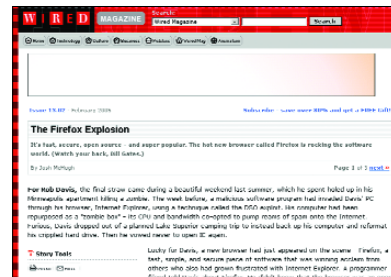 Search:
WIRED MAGAZINE Wired Magazine Search
Home Technology Culture Business Politics Wired Mag Animation
Issue 13.02 - February 2005 Subscribe - save over 80% and get a FREE
The Firefox Explosion
It's fast, secure, open source - and super popular. The hot new browser called Firefox is rocking the software
world. (Watch your back, Bill Gates.)
By Josh McHugh Page 1 of 5 next »
For Rob Davis, the final straw came during a beautiful weekend last summer, which he spent holed up in his
Minneapolis apartment killing a zombie. The week before, a malicious software program had invaded Davis' PC
through his browser, Internet Explorer, using a technique called the DSO exploit. His computer had been
repurposed as a "zombie box" - its CPU and bandwidth co-opted to pump reams of spam onto the Internet.
Furious, Davis dropped out of a planned Lake Superior camping trip to instead back up his computer and reformat
his crippled hard drive. Then he vowed never to open IE again.
Story Tools
Lucky for Davis, a new browser had just appeared on the scene - Firefox, a
fast, simple, and secure piece of software that was winning acclaim from
others who also had grown frustrated with Internet Explorer. A programmer